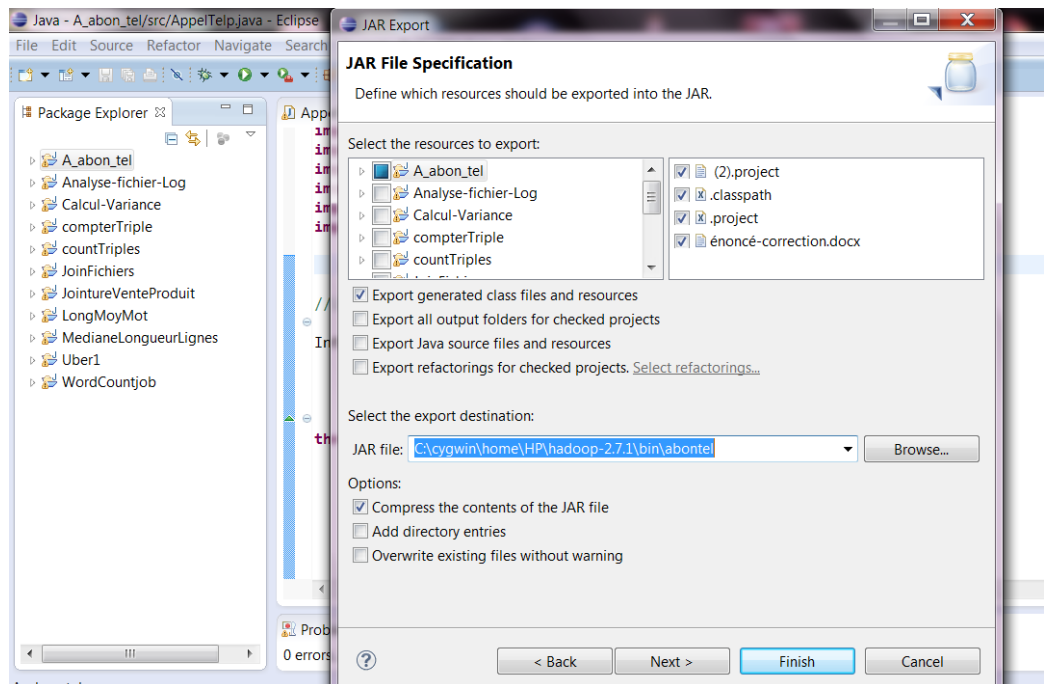 Java - A_abon_tel/src/AppelTelp.java - Eclipse
File Edit Source Refactor Navigate Search
Package Explorer
A_abon_tel
Analyse-fichier-Log
Calcul-Variance
compterTriple
countTriples
JoinFichiers
JointureVenteProduit
LongMoyMot
MedianeLongueurLignes
Uber1
WordCountjob
//
0 errors
JAR Export
JAR File Specification
Define which resources should be exported into the JAR.
Select the resources to export:
A_abon_tel
Analyse-fichier-Log
Calcul-Variance
compterTriple
countTriples
(2).project
.classpath
.project
énoncé-correction.docx
Export generated class files and resources
Export all output folders for checked projects
Export Java source files and resources
Export refactorings for checked projects. Select refactorings...
Select the export destination:
JAR file: C:\cygwin\home\HP\hadoop-2.7.1\bin\abontel Browse...
Options:
Compress the contents of the JAR file
Add directory entries
Overwrite existing files without warning
? < Back Next > Finish Cancel